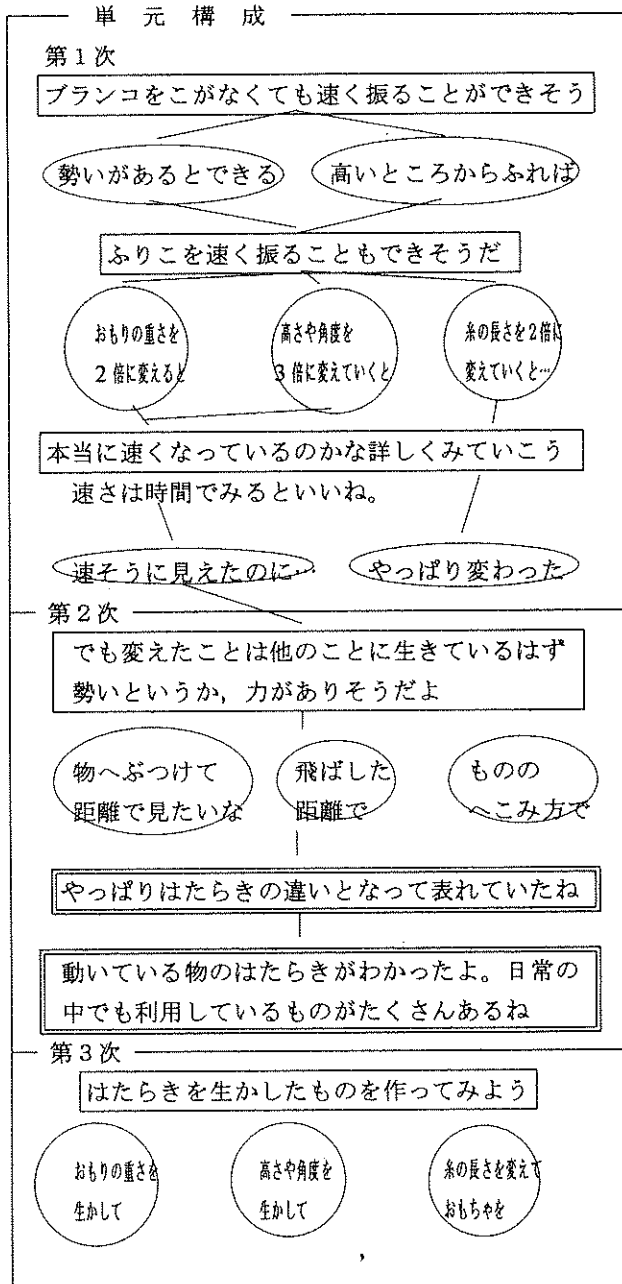 単元構成
第1次
ブランコをこがなくても速く振ることができそう
勢いがあるとできる
高いところからふれば
ふりこを速く振ることもできそうだ
おもりの重さを
2倍に変えると
高さや角度を
3倍に変えていくと
糸の長さを2倍に
変えていくと…
本当に速くなっているのかな詳しくみていこう
速さは時間でみるといいね。
速そうに見えたのに…
やっぱり変わった
第2次
でも変えたことは他のことに生きているはず
勢いというか,力がありそうだよ
物へぶつけて
距離で見たいな
飛ばした
距離で
ものの
へこみ方で
やっぱりはたらきの違いとなって表れていたね
動いている物のはたらきがわかったよ。日常の
中でも利用しているものがたくさんあるね
第3次
はたらきを生かしたものを作ってみよう
おもりの重さを
生かして
高さや角度を
生かして
糸の長さを変えて
おもちゃを